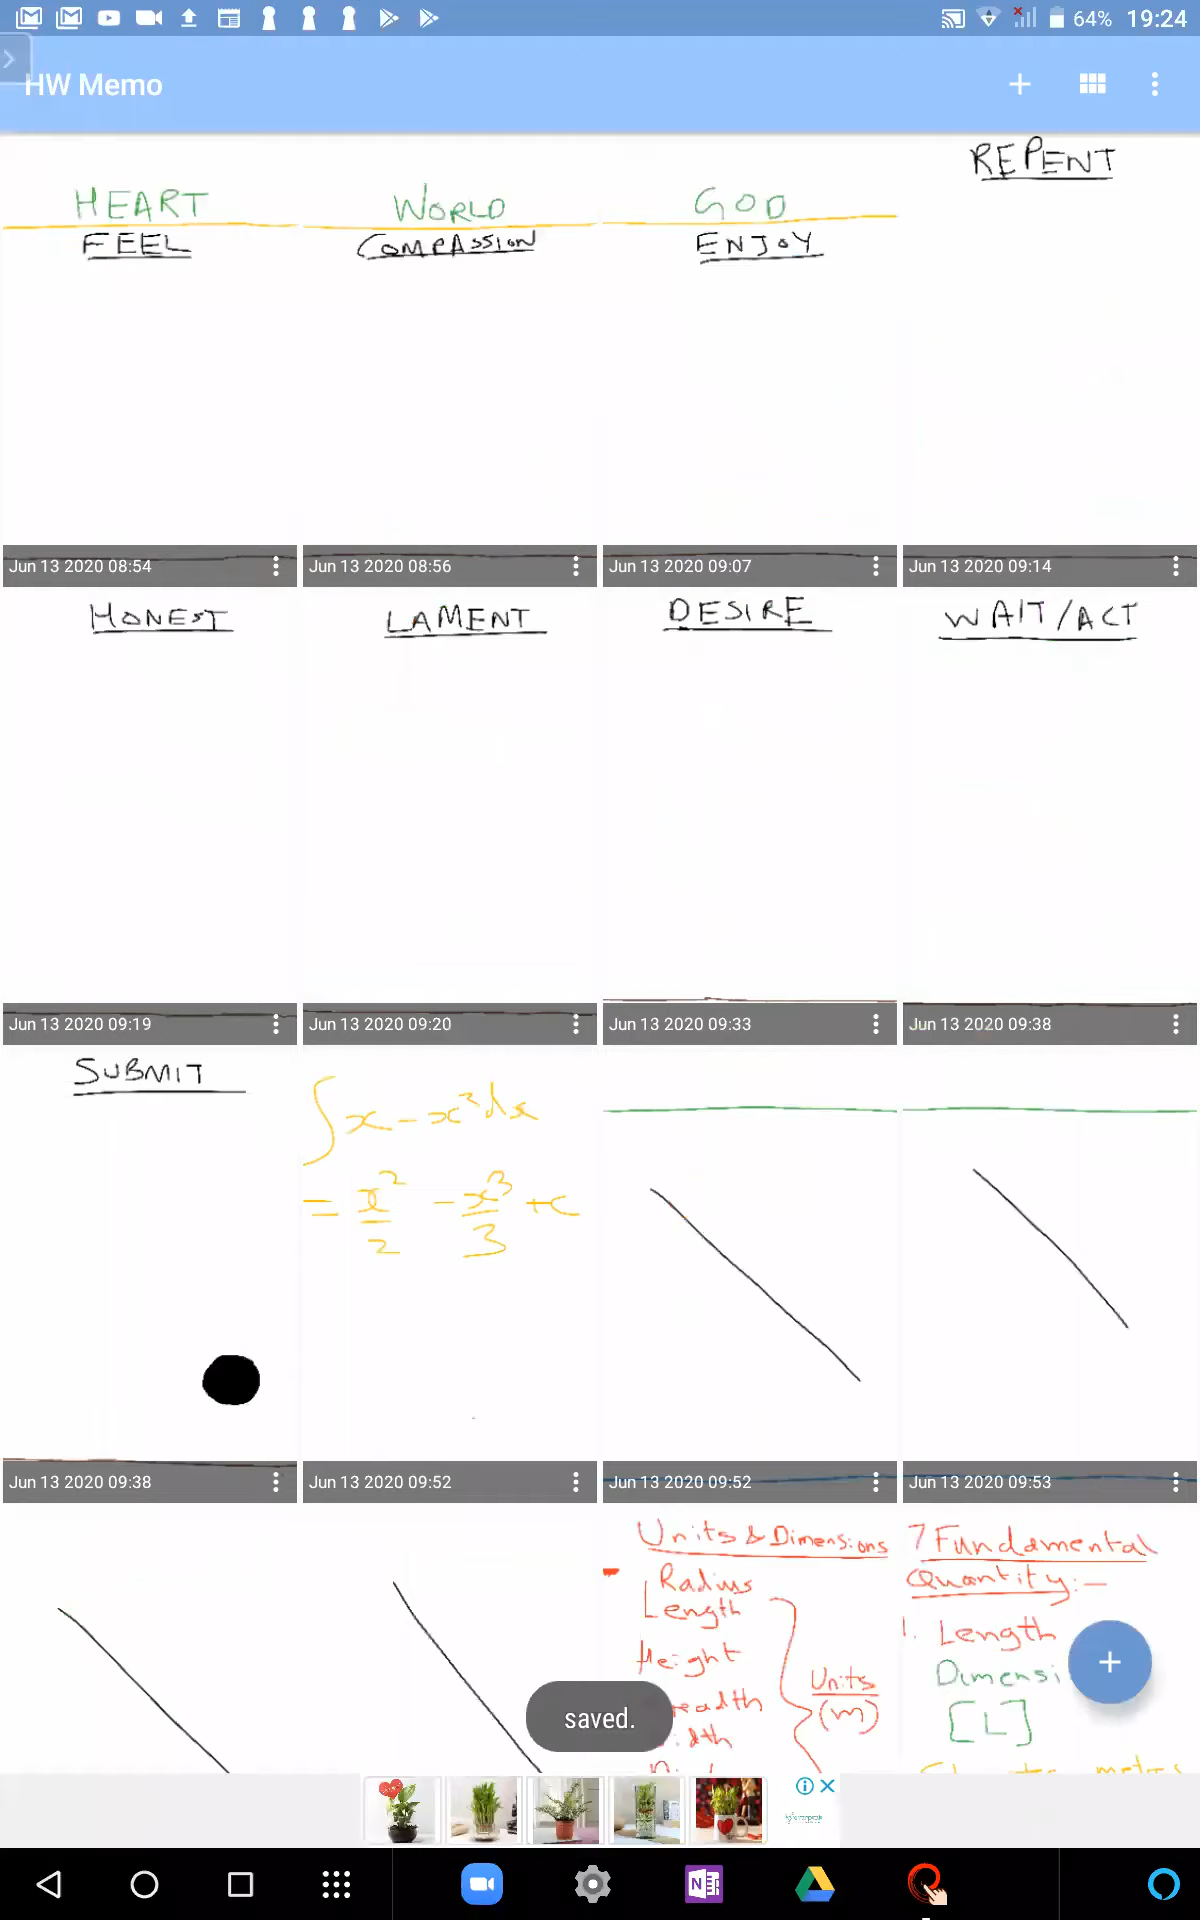 64% 19:24
HW Memo
HEART
FEEL
WORLD
COMPASSION
GOD
ENJOY
REPENT
Jun 13 2020 08:54
Jun 13 2020 08:56
Jun 13 2020 09:07
Jun 13 2020 09:14
HONEST
LAMENT
DESIRE
WAIT/ACT
Jun 13 2020 09:19
Jun 13 2020 09:20
Jun 13 2020 09:33
Jun 13 2020 09:38
SUBMIT
∫x-x²dx
= x²/2 - x³/3 + c
Jun 13 2020 09:38
Jun 13 2020 09:52
Jun 13 2020 09:52
Jun 13 2020 09:53
Units & Dimensions
Radius
Length
Height
readth
idth
Units
(m)
7 Fundamental
Quantity:-
1. Length
Dimensi
[L]
saved.